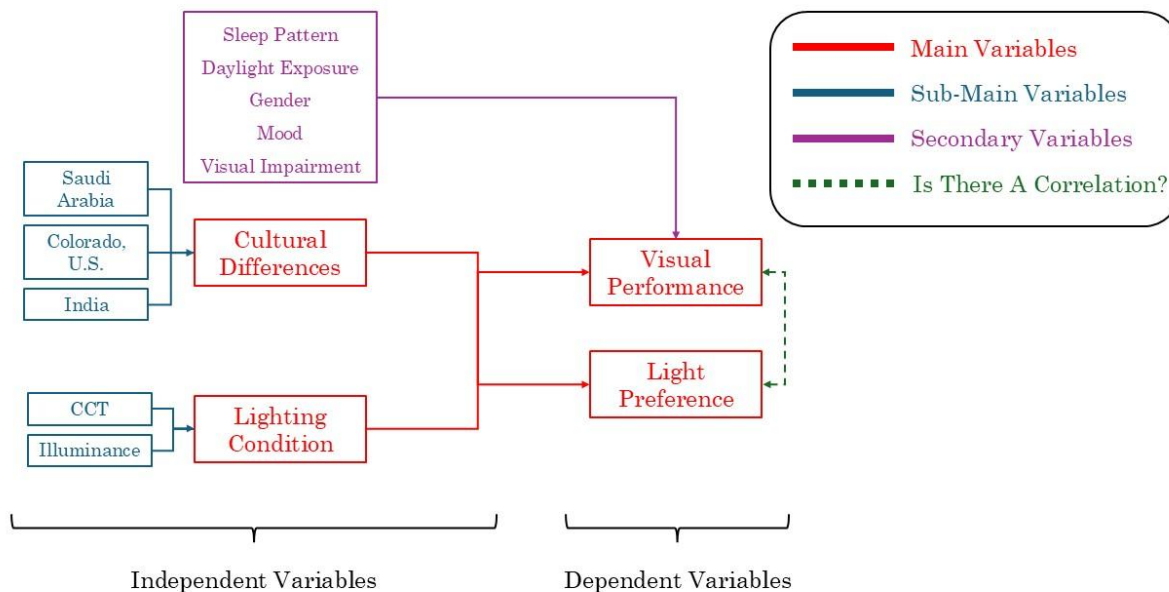 Sleep Pattern
Daylight Exposure
Gender
Mood
Visual Impairment
Main Variables
Sub-Main Variables
Secondary Variables
Is There A Correlation?
Saudi
Arabia
Colorado,
U.S.
India
Cultural
Differences
Visual
Performance
CCT
Illuminance
Lighting
Condition
Light
Preference
Independent Variables
Dependent Variables